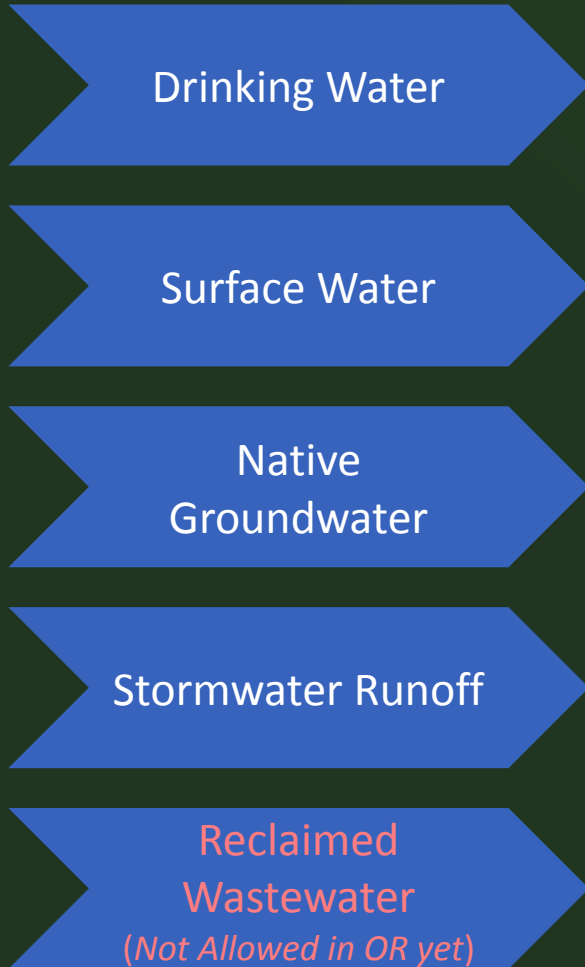 Drinking Water
Surface Water
Native
Groundwater
Stormwater Runoff
Reclaimed
Wastewater
(Not Allowed in OR yet)